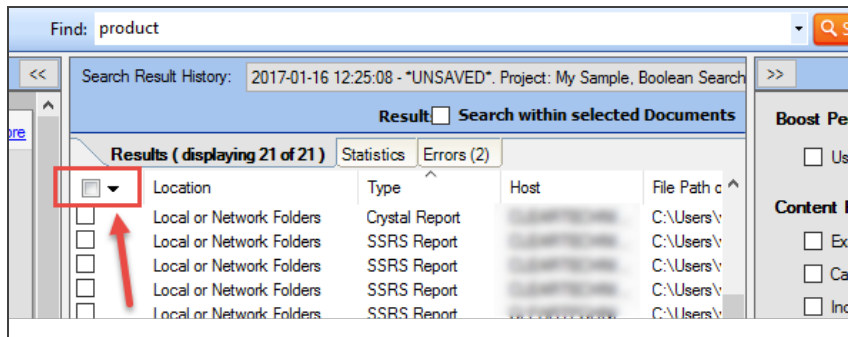 Find: product
<<
Search Result History: 2017-01-16 12:25:08 - *UNSAVED*. Project: My Sample, Boolean Search
>>
Result Search within selected Documents
Boost Pe
ore
Results ( displaying 21 of 21 ) Statistics Errors (2)
Us
Location Type Host File Path
Content
Local or Network Folders Crystal Report C:\Users\
Local or Network Folders SSRS Report C:\Users\
Ex
Local or Network Folders SSRS Report C:\Users\
Ca
Local or Network Folders SSRS Report C:\Users\
Local or Network Folders SSRS Report C:\Users\
Inc